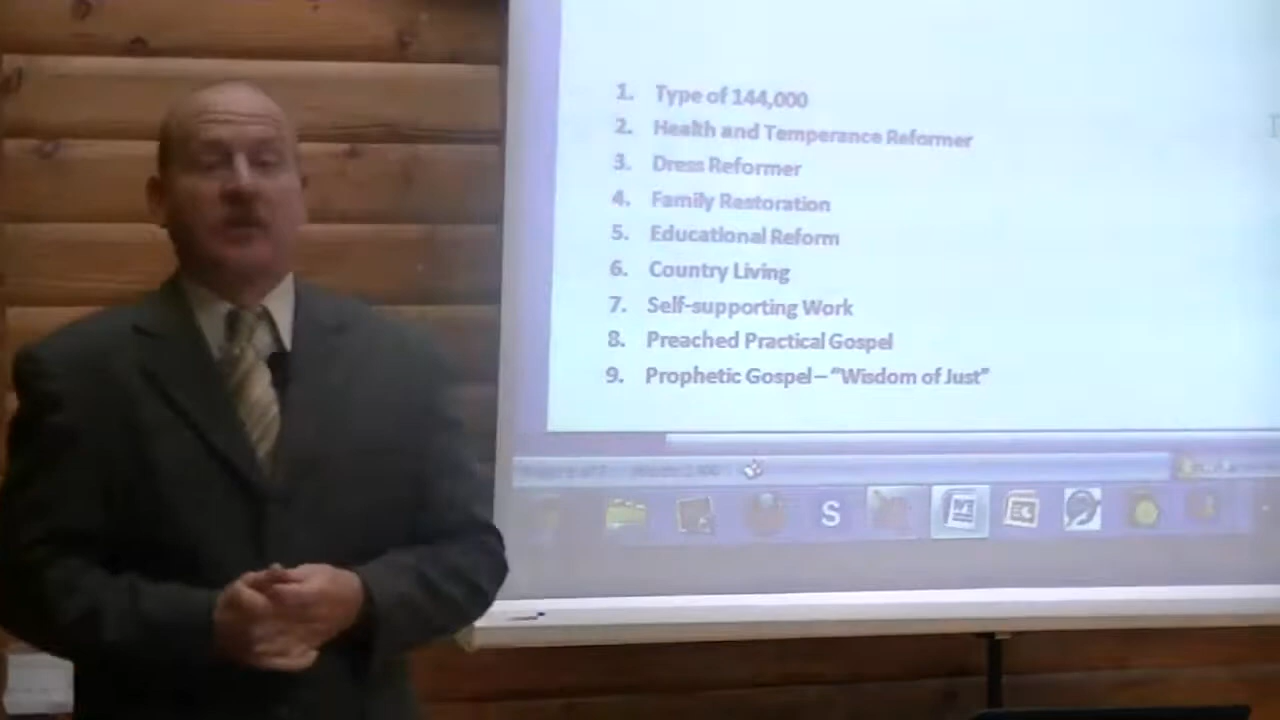 1. Type of 144,000
2. Health and Temperance Reformer
3. Dress Reformer
4. Family Restoration
5. Educational Reform
6. Country Living
7. Self-supporting Work
8. Preached Practical Gospel
9. Prophetic Gospel – “Wisdom of Just”
S